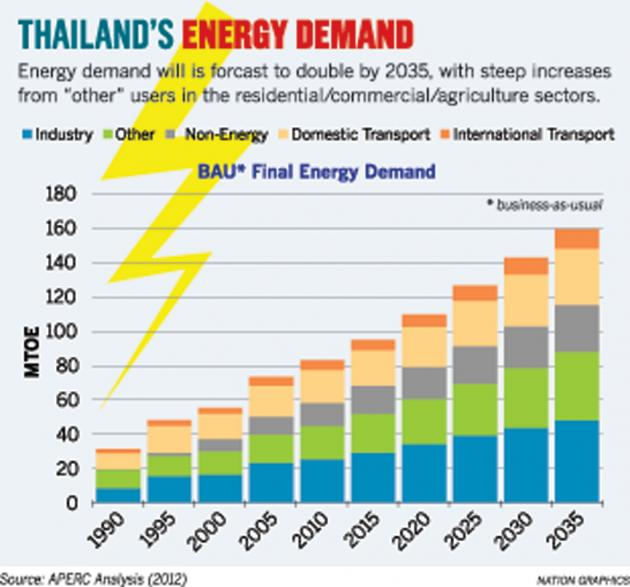 THAILAND'S ENERGY DEMAND
Energy demand will is forcast to double by 2035, with steep increases
from "other" users in the residential/commercial/agriculture sectors.
Industry Other Non-Energy Domestic Transport International Transport
BAU* Final Energy Demand
* business-as-usual
MTOE
180
160
140
120
100
80
60
40
20
0
1990 1995 2000 2005 2010 2015 2020 2025 2030 2035
Source: APERC Analysis (2012) NATION GRAPHICS